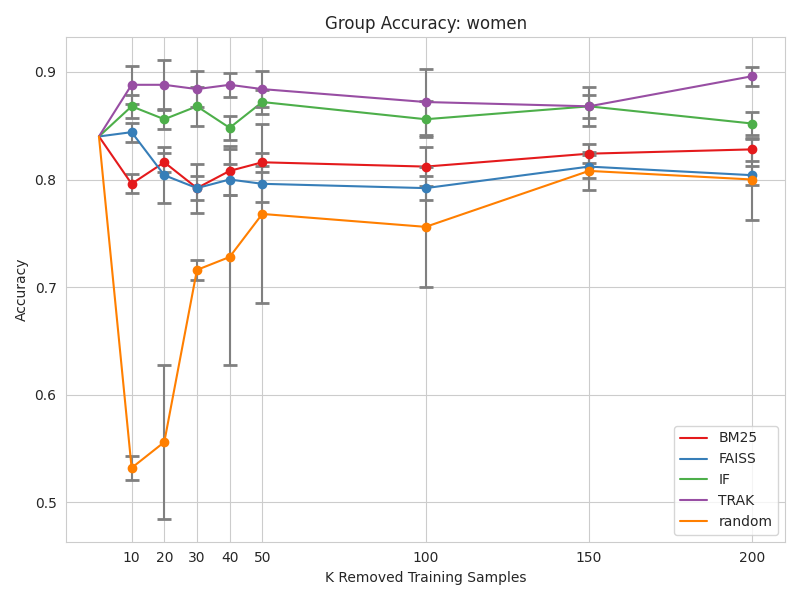 Group Accuracy: women
Accuracy
0.9
0.8
0.7
0.6
0.5
BM25
FAISS
IF
TRAK
random
10 20 30 40 50 100 150 200
K Removed Training Samples